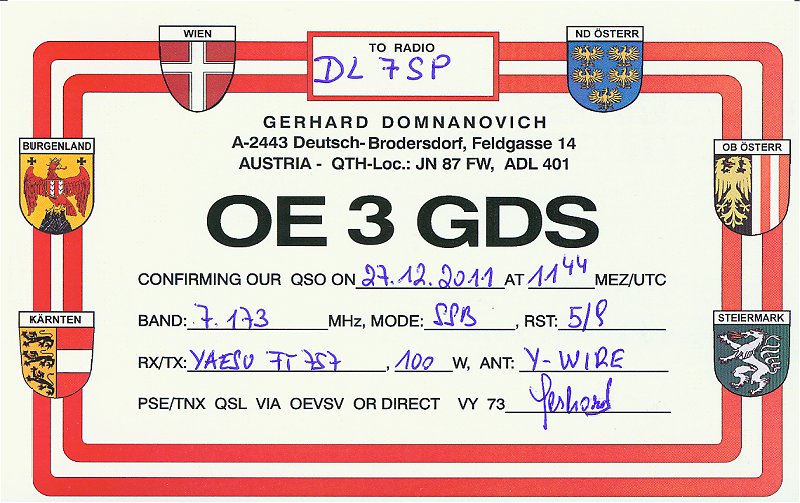 WIEN
TO RADIO
ND ÖSTERR
DL 7SP
GERHARD DOMNANOVICH
A-2443 Deutsch-Brodersdorf, Feldgasse 14
BURGENLAND
OB ÖSTERR
AUSTRIA - QTH-Loc.: JN 87 FW, ADL 401
OE 3 GDS
CONFIRMING OUR QSO ON 27.12.2011 AT 11 44 MEZ/UTC
KÄRNTEN
BAND: 7.173 MHz, MODE: SSB, RST: 5/9
STEIERMARK
RX/TX: YAESU FT 757, 100 W, ANT: Y-WIRE
PSE/TNX QSL VIA OEVSV OR DIRECT VY 73 Gerhard